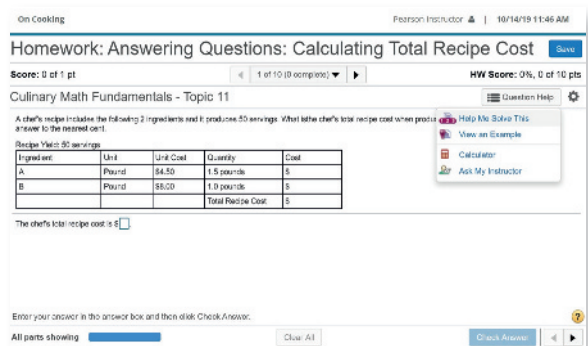 On Cooking
Pearson Instructor | 10/14/19 11:46 AM
Homework: Answering Questions: Calculating Total Recipe Cost
Save
Score: 0 of 1 pt
1 of 10 (0 complete)
HW Score: 0%, 0 of 10 pts
Culinary Math Fundamentals - Topic 11
Question Help
A chef's recipe includes the following 2 ingredients and it produces 50 servings. What is the chef's total recipe cost when produ
answer to the nearest cent.
Help Me Solve This
View an Example
Calculator
Ask My Instructor
Recipe Yield: 50 servings
Ingredient Unit Unit Cost Quantity Cost
A Pound $4.50 1.5 pounds $
B Pound $8.00 1.0 pounds $
Total Recipe Cost $
The chef's total recipe cost is $ .
Enter your answer in the answer box and then click Check Answer.
?
All parts showing
Clear All
Check Answer